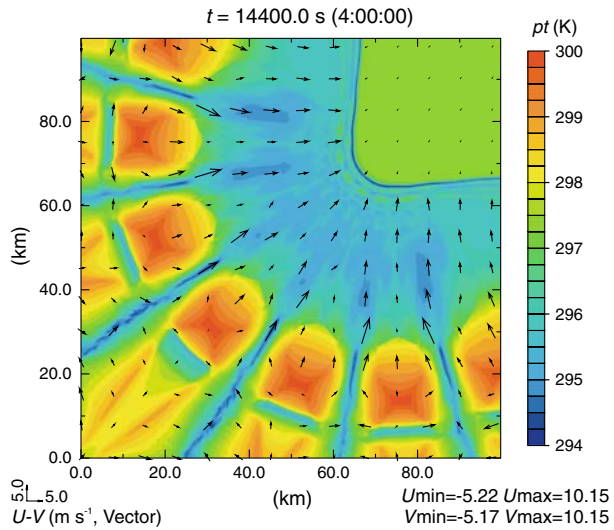 t = 14400.0 s (4:00:00)
pt (K)
300
299
298
297
296
295
294
80.0
60.0
40.0
20.0
0.0
(km)
0.0 20.0 40.0 60.0 80.0
(km)
5.0
5.0
U-V (m s⁻¹, Vector)
Umin=-5.22 Umax=10.15
Vmin=-5.17 Vmax=10.15